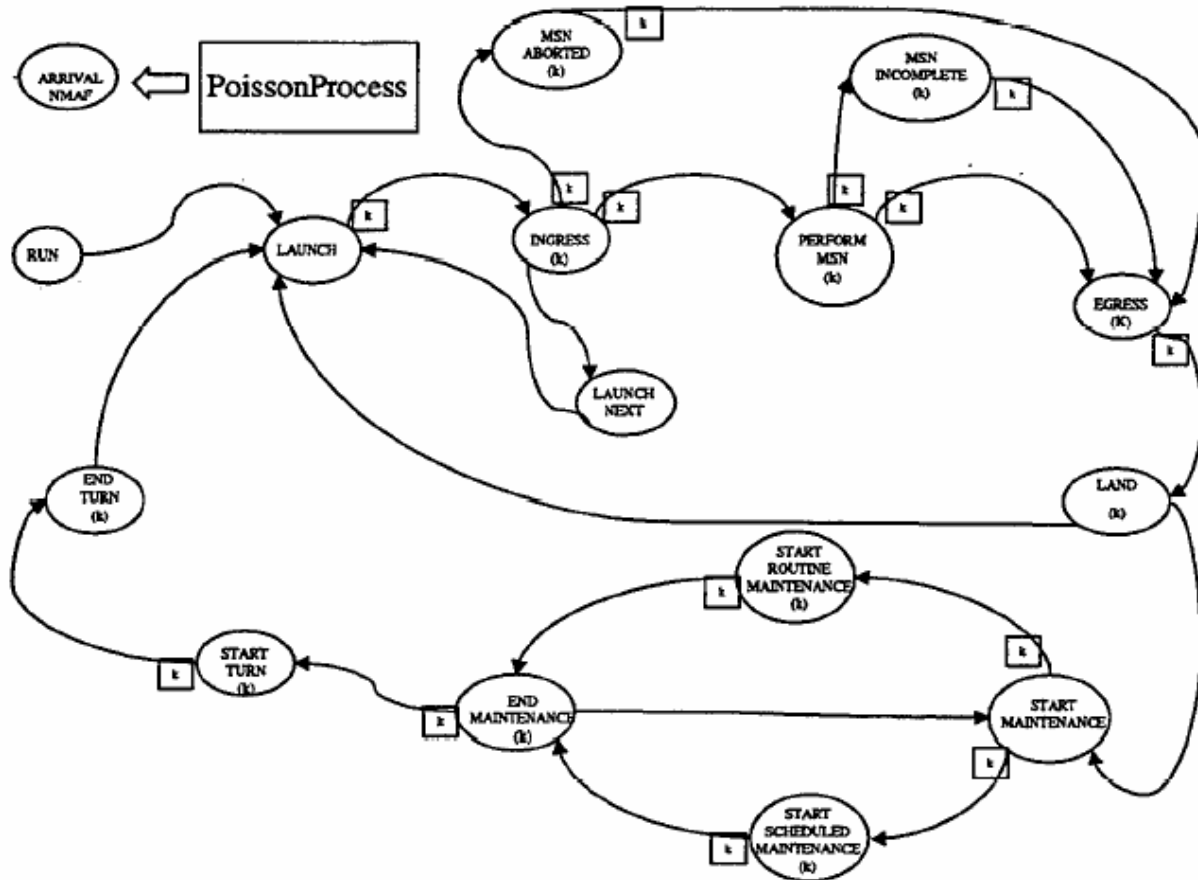 MSN
ABORTED
(k)
k
MSN
INCOMPLETE
(k)
k
ARRIVAL
PoissonProcess
k
k
k
k
k
RUN
LAUNCH
INGRESS
(k)
PERFORM
MSN
(k)
EGRESS
(K)
k
LAUNCH
NEXT
END
TURN
(k)
LAND
(k)
START
ROUTINE
MAINTENANCE
(k)
k
k
START
TURN
(k)
k
END
MAINTENANCE
(k)
k
START
MAINTENANCE
k
START
SCHEDULED
MAINTENANCE
(k)
k